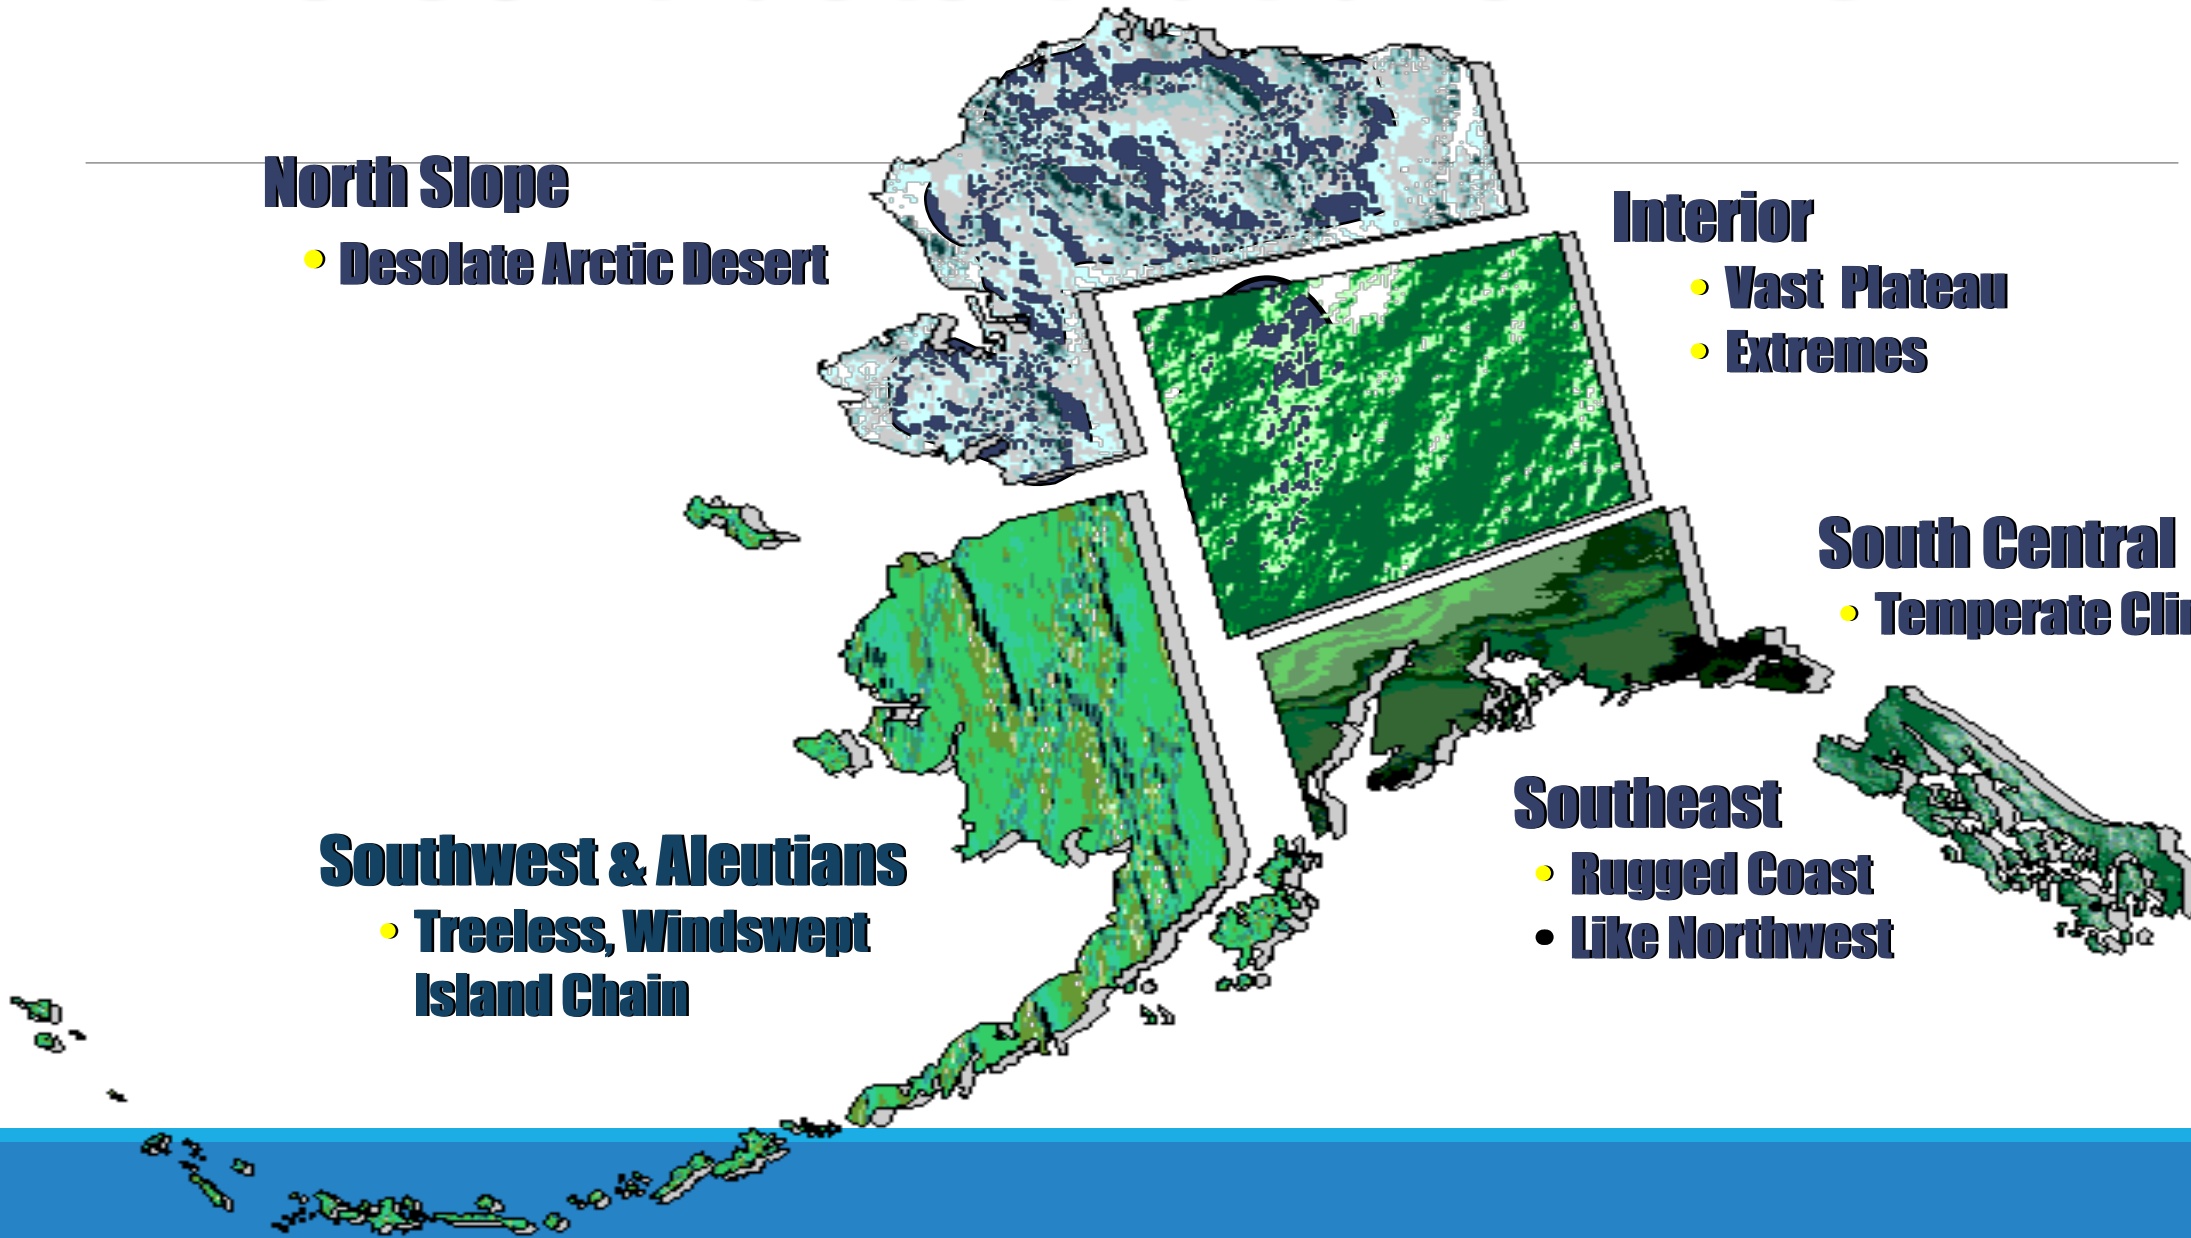 North Slope
• Desolate Arctic Desert
Interior
• Vast Plateau
• Extremes
South Central
• Temperate
Southeast
• Rugged Coast
• Like Northwest
Southwest & Aleutians
• Treeless, Windswept
Island Chain